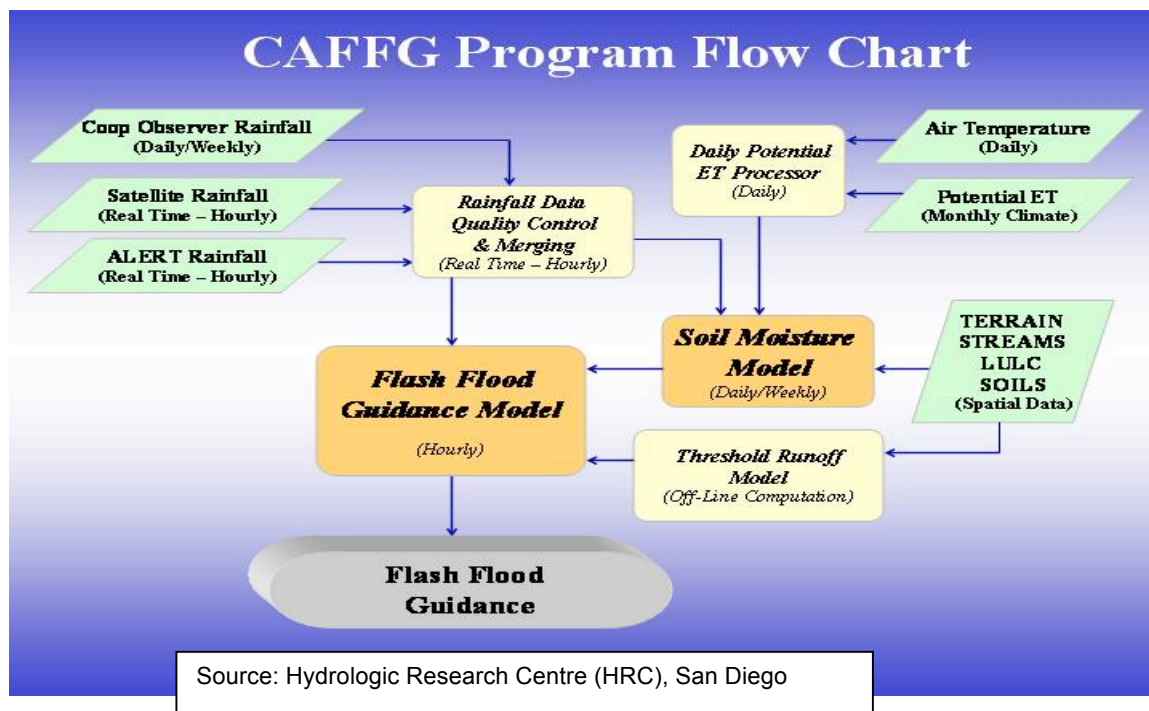 CAFFG Program Flow Chart
Coop Observer Rainfall
(Daily/Weekly)
Satellite Rainfall
(Real Time – Hourly)
ALERT Rainfall
(Real Time – Hourly)
Rainfall Data
Quality Control
& Merging
(Real Time – Hourly)
Daily Potential
ET Processor
(Daily)
Air Temperature
(Daily)
Potential ET
(Monthly Climate)
TERRAIN
STREAMS
LULC
SOILS
(Spatial Data)
Soil Moisture
Model
(Daily/Weekly)
Flash Flood
Guidance Model
(Hourly)
Threshold Runoff
Model
(Off-Line Computation)
Flash Flood
Guidance
Source: Hydrologic Research Centre (HRC), San Diego